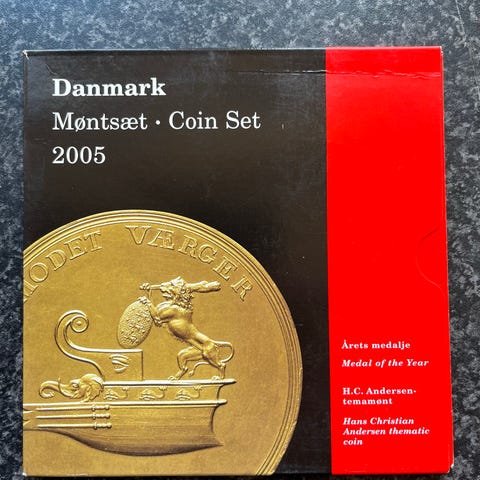 Danmark
Møntsæt · Coin Set
2005
MODET VÆRGER
Årets medalje
Medal of the Year
H.C. Andersen-
temamønt
Hans Christian
Andersen thematic
coin